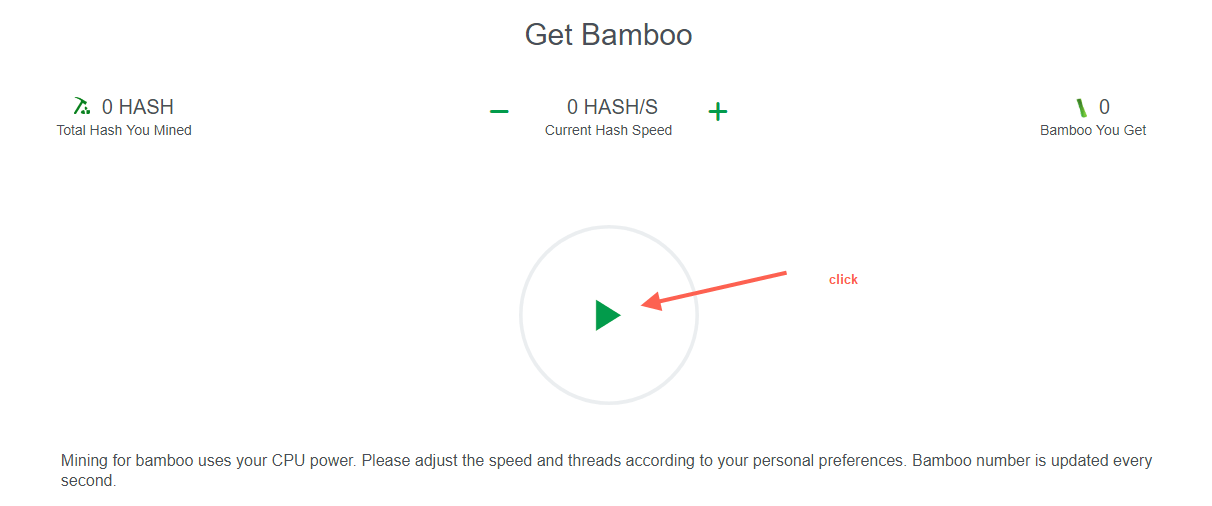 Get Bamboo
0 HASH
Total Hash You Mined
0 HASH/S
Current Hash Speed
0
Bamboo You Get
click
Mining for bamboo uses your CPU power. Please adjust the speed and threads according to your personal preferences. Bamboo number is updated every
second.